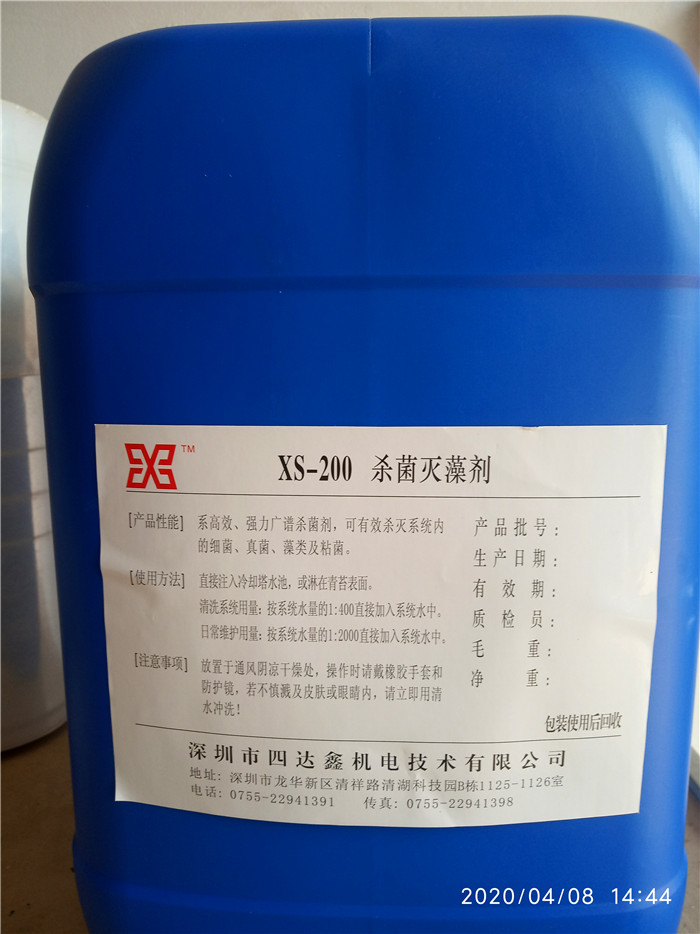 TM
XS-200 杀菌灭藻剂
[产品性能] 系高效、强力广谱杀菌剂，可有效杀灭系统内
的细菌、真菌、藻类及粘菌。
[使用方法] 直接注入冷却塔水池，或淋在青苔表面。
清洗系统用量：按系统水量的1:400直接加入系统水中。
日常维护用量：按系统水量的1:2000直接加入系统水中。
[注意事项] 放置于通风阴凉干燥处，操作时请戴橡胶手套和
防护镜，若不慎溅及皮肤或眼睛内，请立即用清
水冲洗！
产品批号：
生产日期：
有效期：
质检员：
毛重：
净重：
包装使用后回收
深圳市四达鑫机电技术有限公司
地址：深圳市龙华新区清祥路清湖科技园B栋1125-1126室
电话：0755-22941391 传真：0755-22941398
2020/04/08 14:44